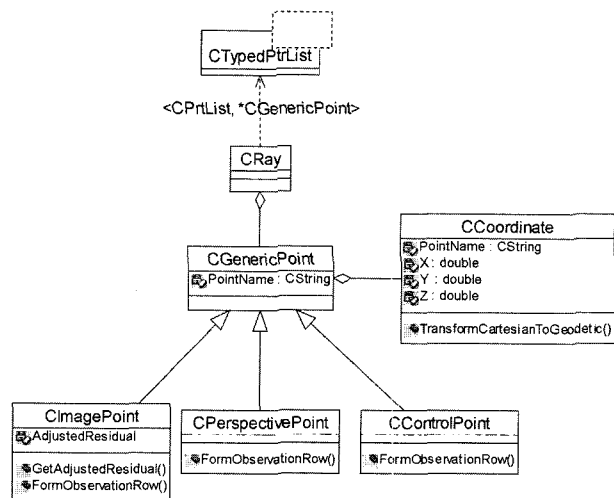 CTypedPtrList
<CPrtList, *CGenericPoint>
CRay
CGenericPoint
PointName : CString
CCoordinate
PointName : CString
X : double
Y : double
Z : double
TransformCartesianToGeodetic()
CImagePoint
AdjustedResidual
GetAdjustedResidual()
FormObservationRow()
CPerspectivePoint
FormObservationRow()
CControlPoint
FormObservationRow()